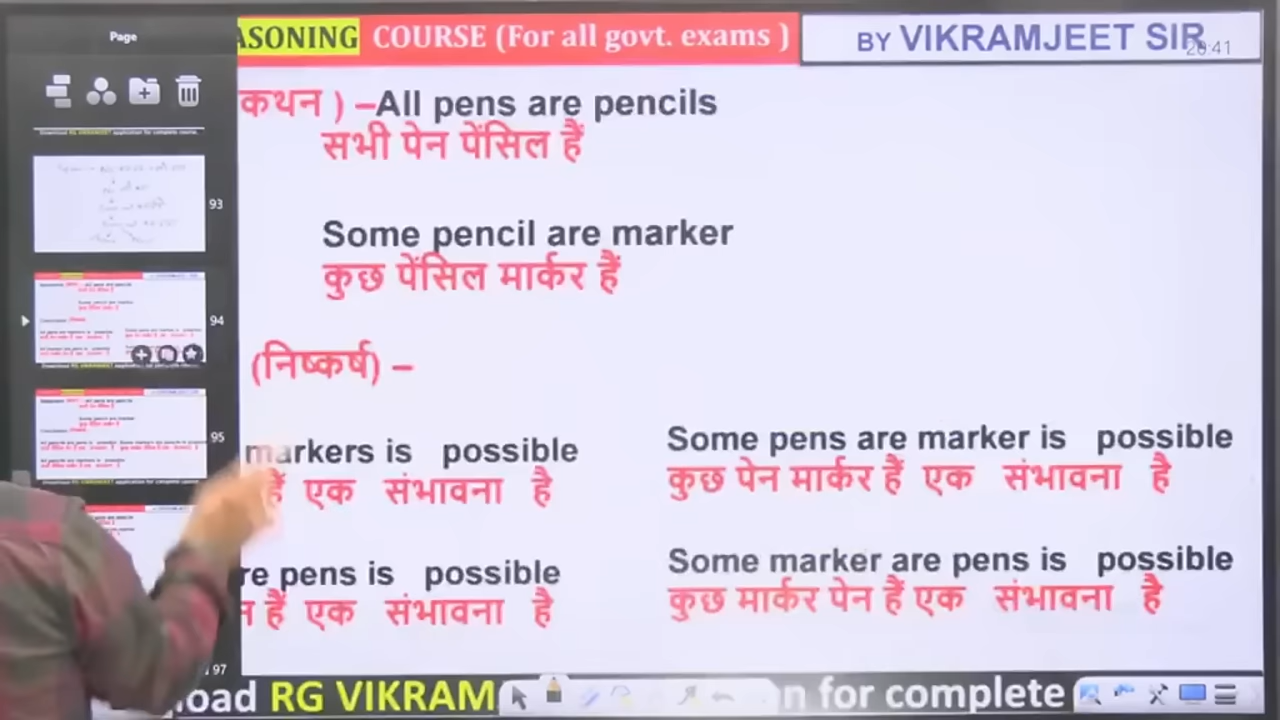 Page
ASONING COURSE (For all govt. exams )
BY VIKRAMJEET SIR
20:41
कथन ) –All pens are pencils
सभी पेन पेंसिल हैं
Some pencil are marker
कुछ पेंसिल मार्कर हैं
(निष्कर्ष) –
markers is possible
हैं एक संभावना है
Some pens are marker is possible
कुछ पेन मार्कर हैं एक संभावना है
re pens is possible
न हैं एक संभावना है
Some marker are pens is possible
कुछ मार्कर पेन हैं एक संभावना है
93
94
95
97
load RG VIKRAM
n for complete